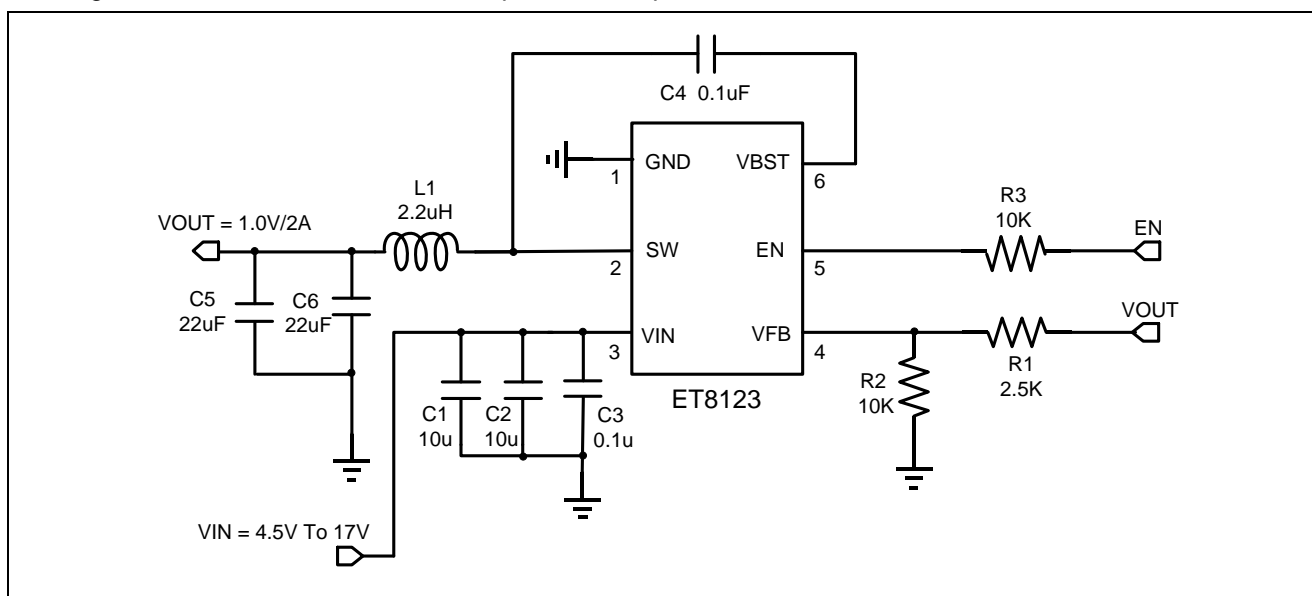 C4 0.1uF
GND
VBST
1
6
L1
2.2uH
R3
10K
VOUT = 1.0V/2A
EN
SW
EN
2
5
C5
22uF
C6
22uF
VOUT
VIN
VFB
3
4
R1
2.5K
R2
10K
ET8123
C1
10u
C2
10u
C3
0.1u
VIN = 4.5V To 17V